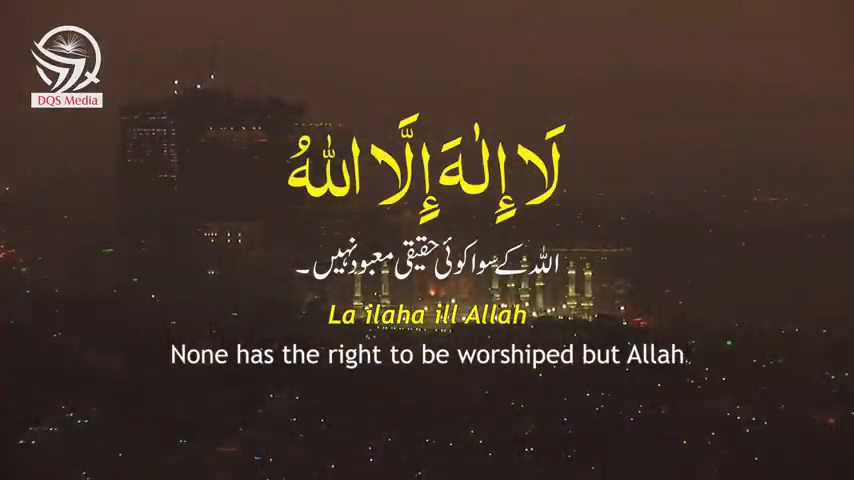 DQS Media
لَا إِلٰهَ إِلَّا اللهُ
اللہ کے سوا کوئی حقیقی معبود نہیں۔
La ilaha ill Allah
None has the right to be worshiped but Allah